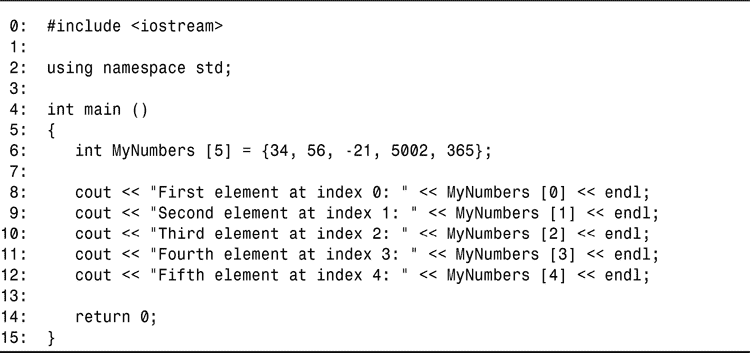 0: #include <iostream>
1:
2: using namespace std;
3:
4: int main ()
5: {
6: int MyNumbers [5] = {34, 56, -21, 5002, 365};
7:
8: cout << "First element at index 0: " << MyNumbers [0] << endl;
9: cout << "Second element at index 1: " << MyNumbers [1] << endl;
10: cout << "Third element at index 2: " << MyNumbers [2] << endl;
11: cout << "Fourth element at index 3: " << MyNumbers [3] << endl;
12: cout << "Fifth element at index 4: " << MyNumbers [4] << endl;
13:
14: return 0;
15: }